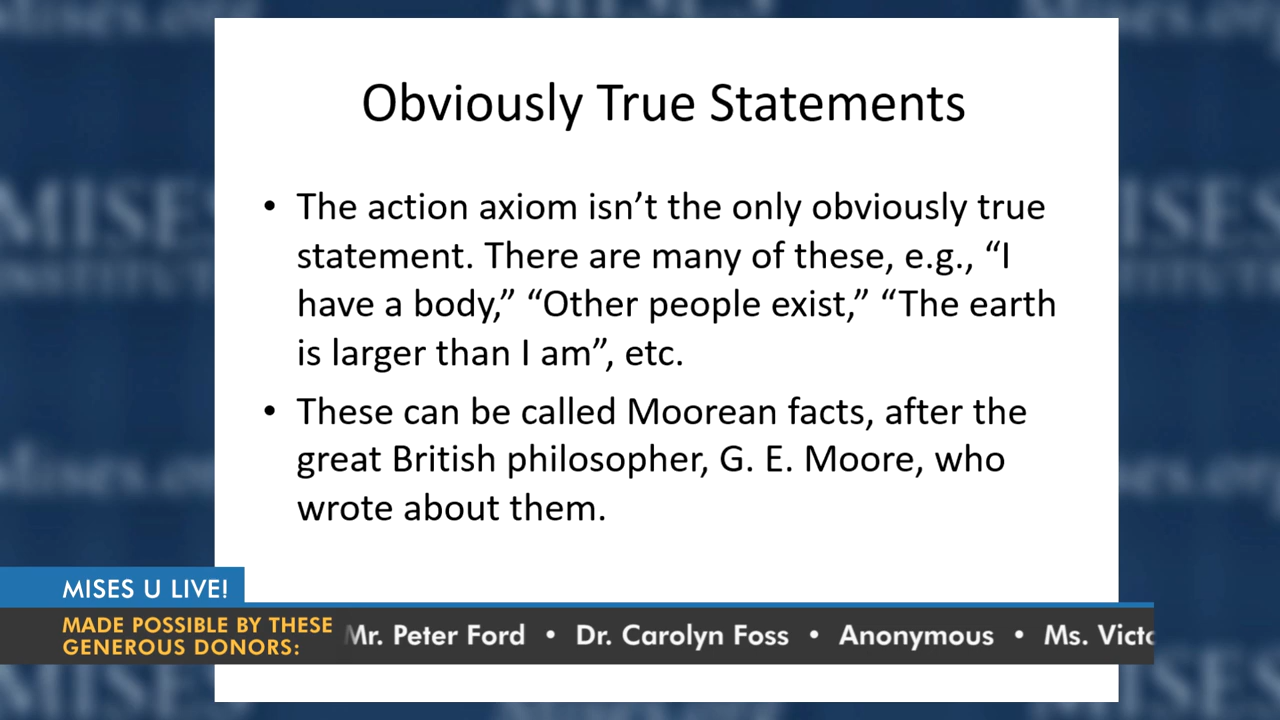 Obviously True Statements
• The action axiom isn’t the only obviously true
statement. There are many of these, e.g., “I
have a body,” “Other people exist,” “The earth
is larger than I am”, etc.
• These can be called Moorean facts, after the
great British philosopher, G. E. Moore, who
wrote about them.
MISES U LIVE!
MADE POSSIBLE BY THESE
GENEROUS DONORS:
Mr. Peter Ford • Dr. Carolyn Foss • Anonymous • Ms.